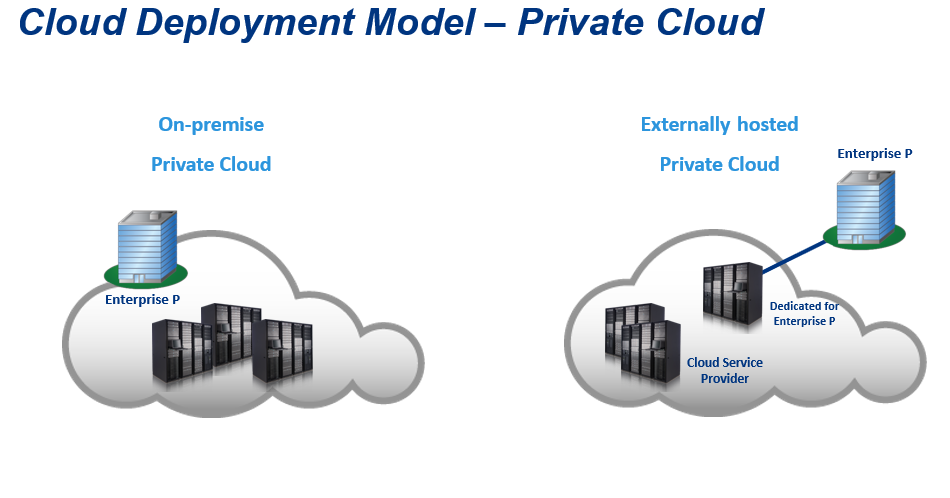 Cloud Deployment Model – Private Cloud
On-premise
Private Cloud
Enterprise P
Externally hosted
Private Cloud
Enterprise P
Dedicated for
Enterprise P
Cloud Service
Provider